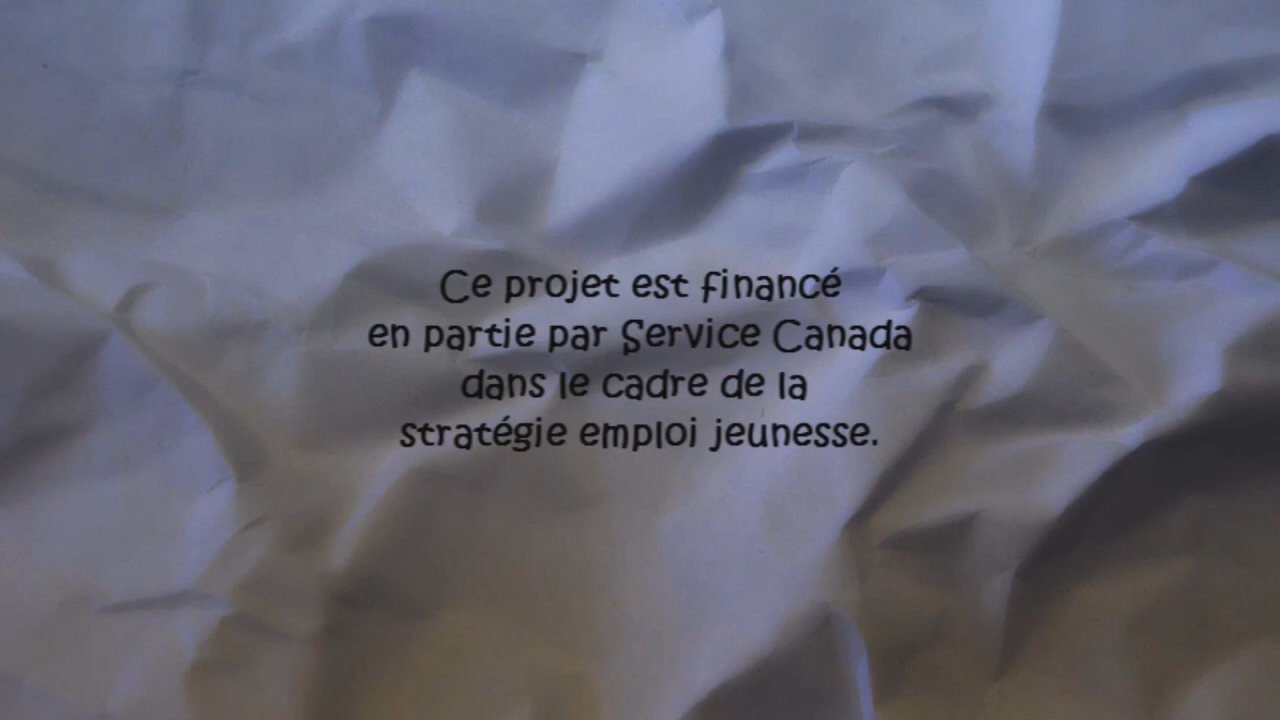 Ce projet est financé
en partie par Service Canada
dans le cadre de la
stratégie emploi jeunesse.